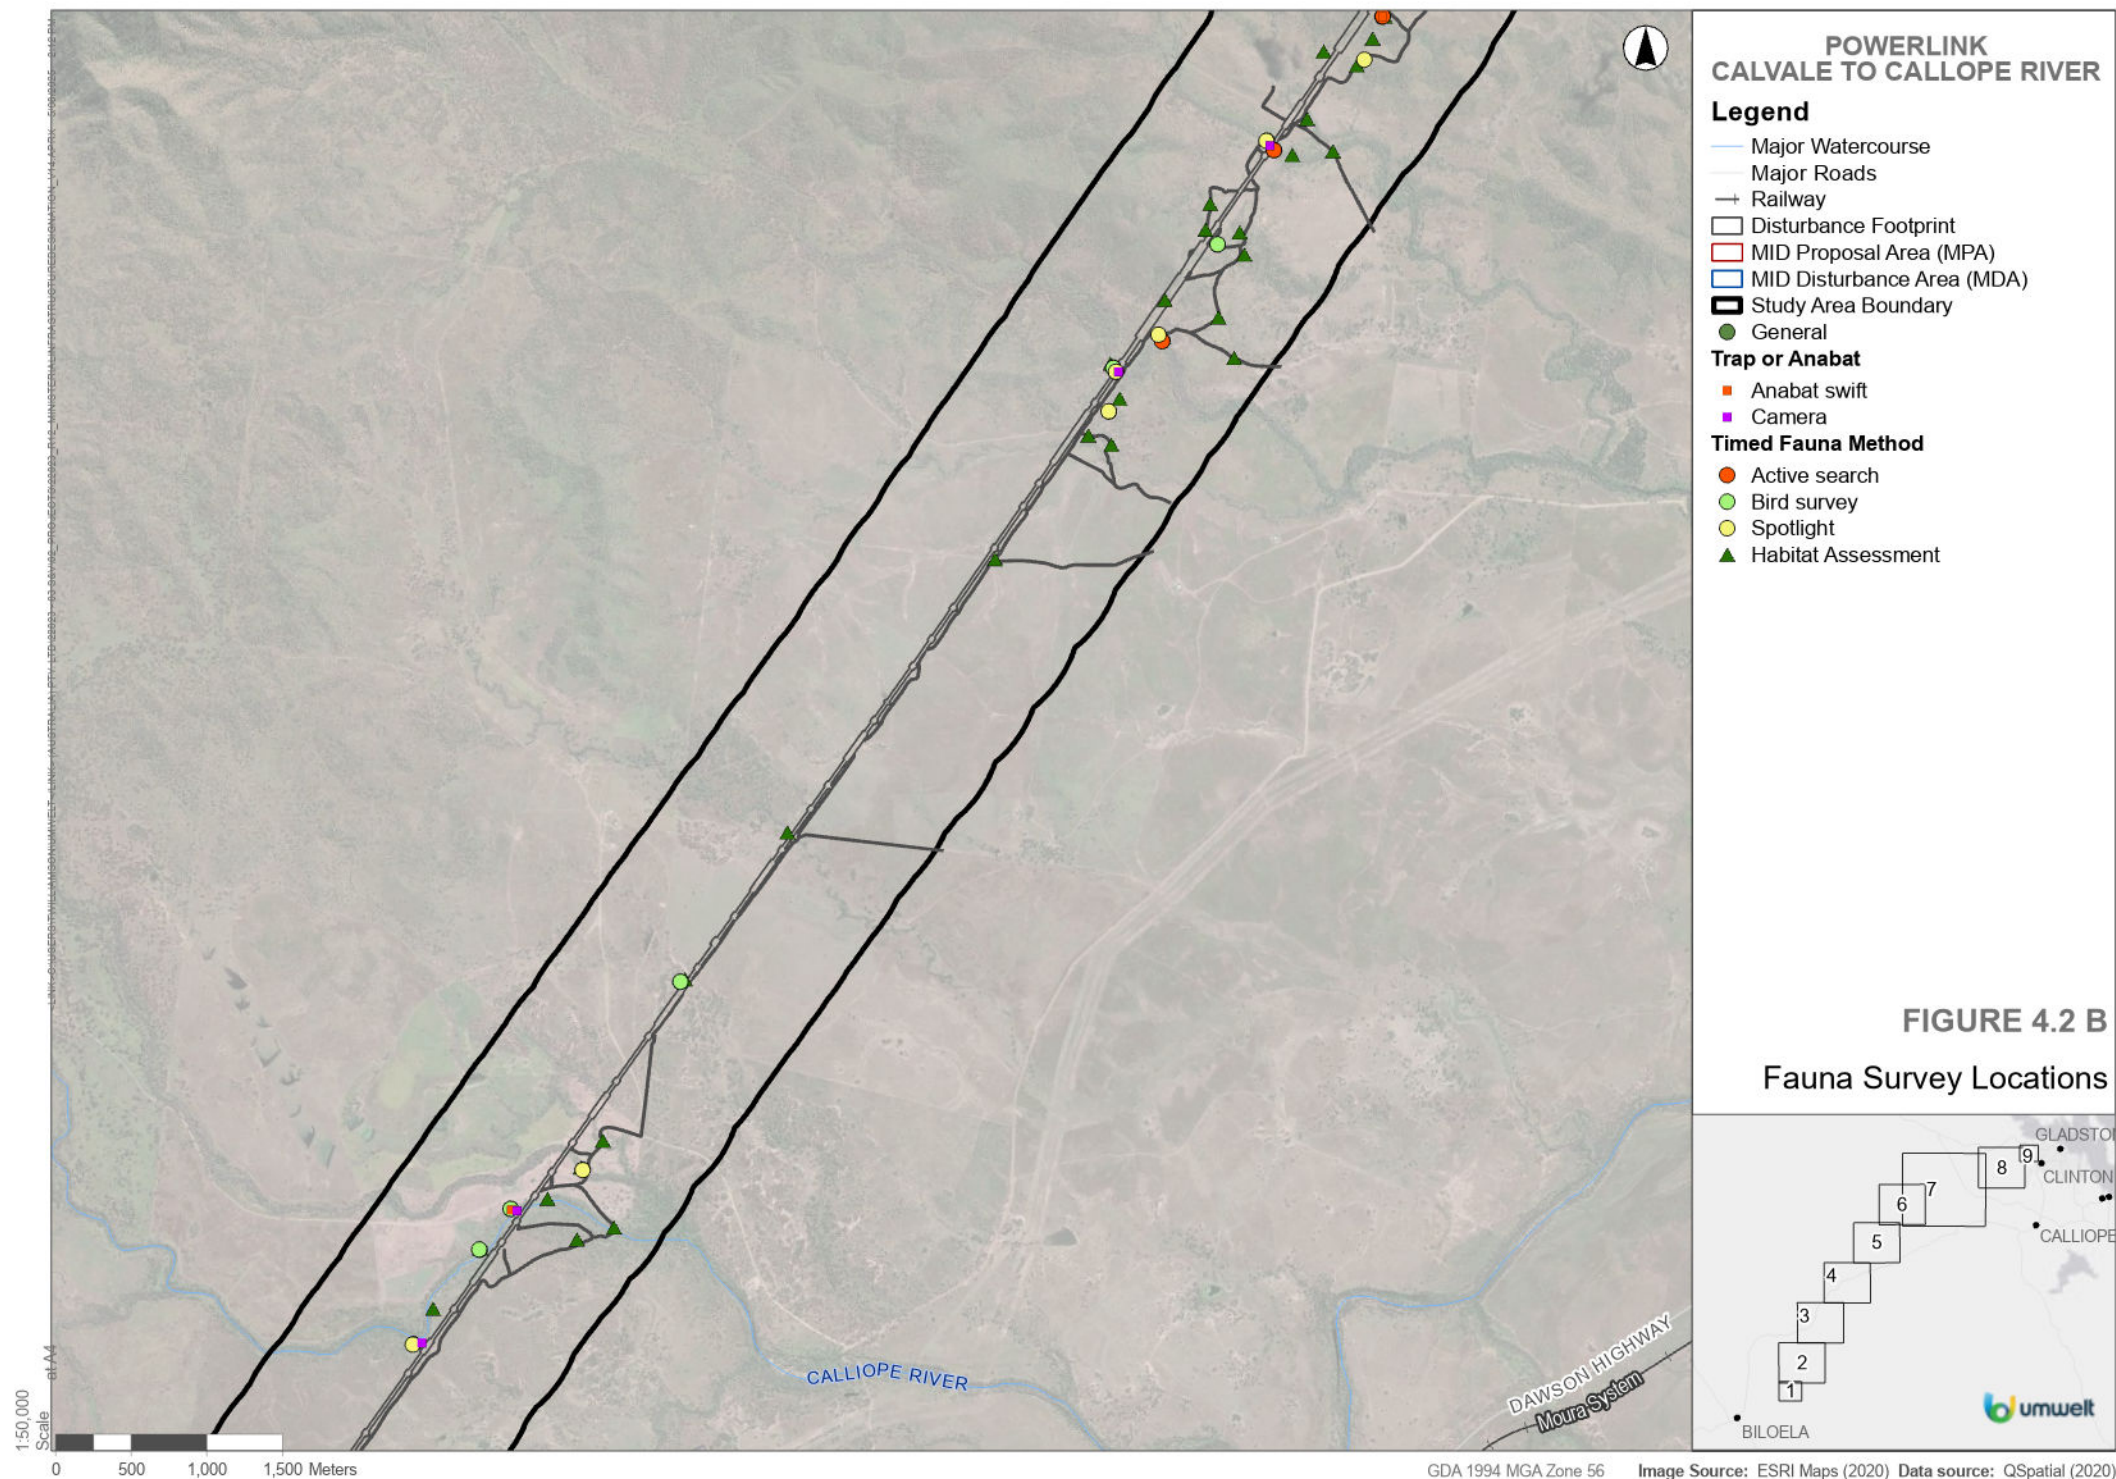 POWERLINK
CALVALE TO CALLOPE RIVER
Legend
Major Watercourse
Major Roads
Railway
Disturbance Footprint
MID Proposal Area (MPA)
MID Disturbance Area (MDA)
Study Area Boundary
General
Trap or Anabat
Anabat swift
Camera
Timed Fauna Method
Active search
Bird survey
Spotlight
Habitat Assessment
FIGURE 4.2 B
Fauna Survey Locations
GLADSTON
9
8
CLINTON
7
6
CALLIOPE
5
4
3
2
1
BILOELA
umwelt
CALLIOPE RIVER
DAWSON HIGHWAY
Moura System
1:50,000
Scale
at A4
0 500 1,000 1,500 Meters
GDA 1994 MGA Zone 56
Image Source: ESRI Maps (2020) Data source: QSpatial (2020)